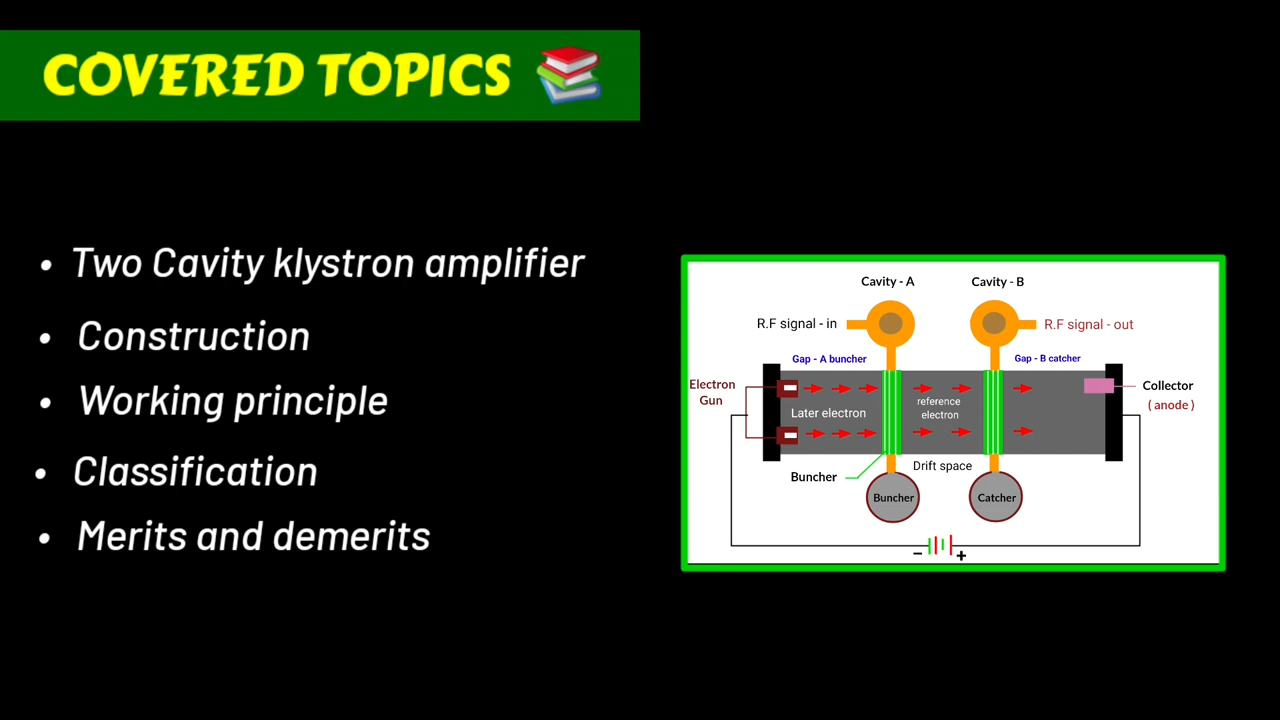 COVERED TOPICS
• Two Cavity klystron amplifier
• Construction
• Working principle
• Classification
• Merits and demerits
Cavity - A
Cavity - B
R.F signal - in
R.F signal - out
Gap - A buncher
Gap - B catcher
Electron
Gun
Later electron
reference
electron
Collector
( anode )
Buncher
Drift space
Buncher
Catcher
− +